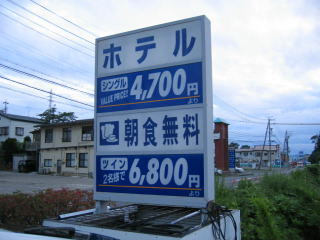 ホテル
シングル
VALUE PRICE!
4,700円
より
朝食無料
ツイン
2名様で
6,800円
より